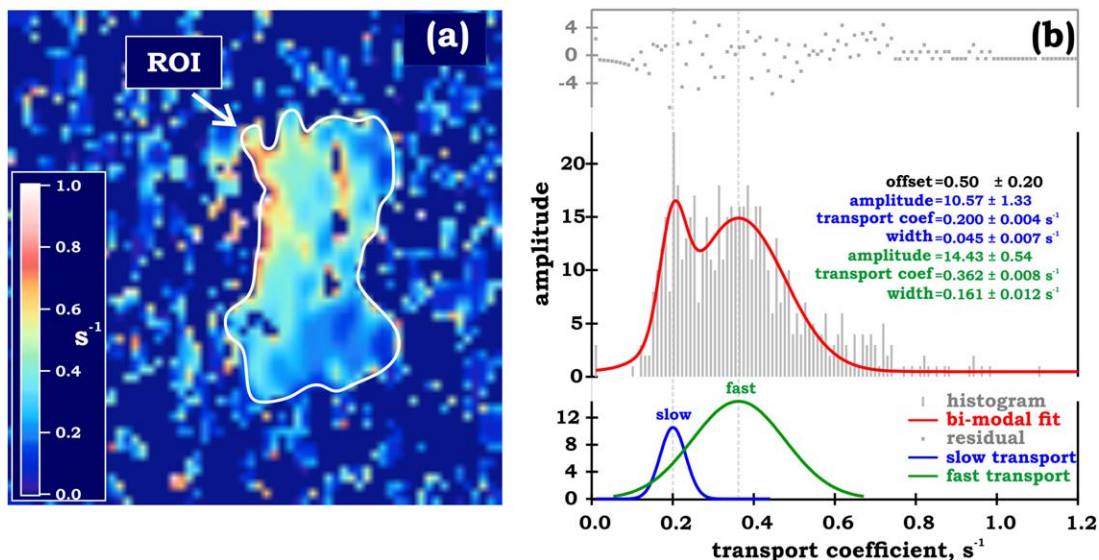 (a)
ROI
1.0
0.8
0.6
s⁻¹
0.4
0.2
0.0
(b)
4
0
-4
amplitude
20
15
10
5
0
offset=0.50 ± 0.20
amplitude=10.57 ± 1.33
transport coef=0.200 ± 0.004 s⁻¹
width=0.045 ± 0.007 s⁻¹
amplitude=14.43 ± 0.54
transport coef=0.362 ± 0.008 s⁻¹
width=0.161 ± 0.012 s⁻¹
histogram
bi-modal fit
residual
slow transport
fast transport
12
8
4
0
slow
fast
0.0 0.2 0.4 0.6 0.8 1.0 1.2
transport coefficient, s⁻¹